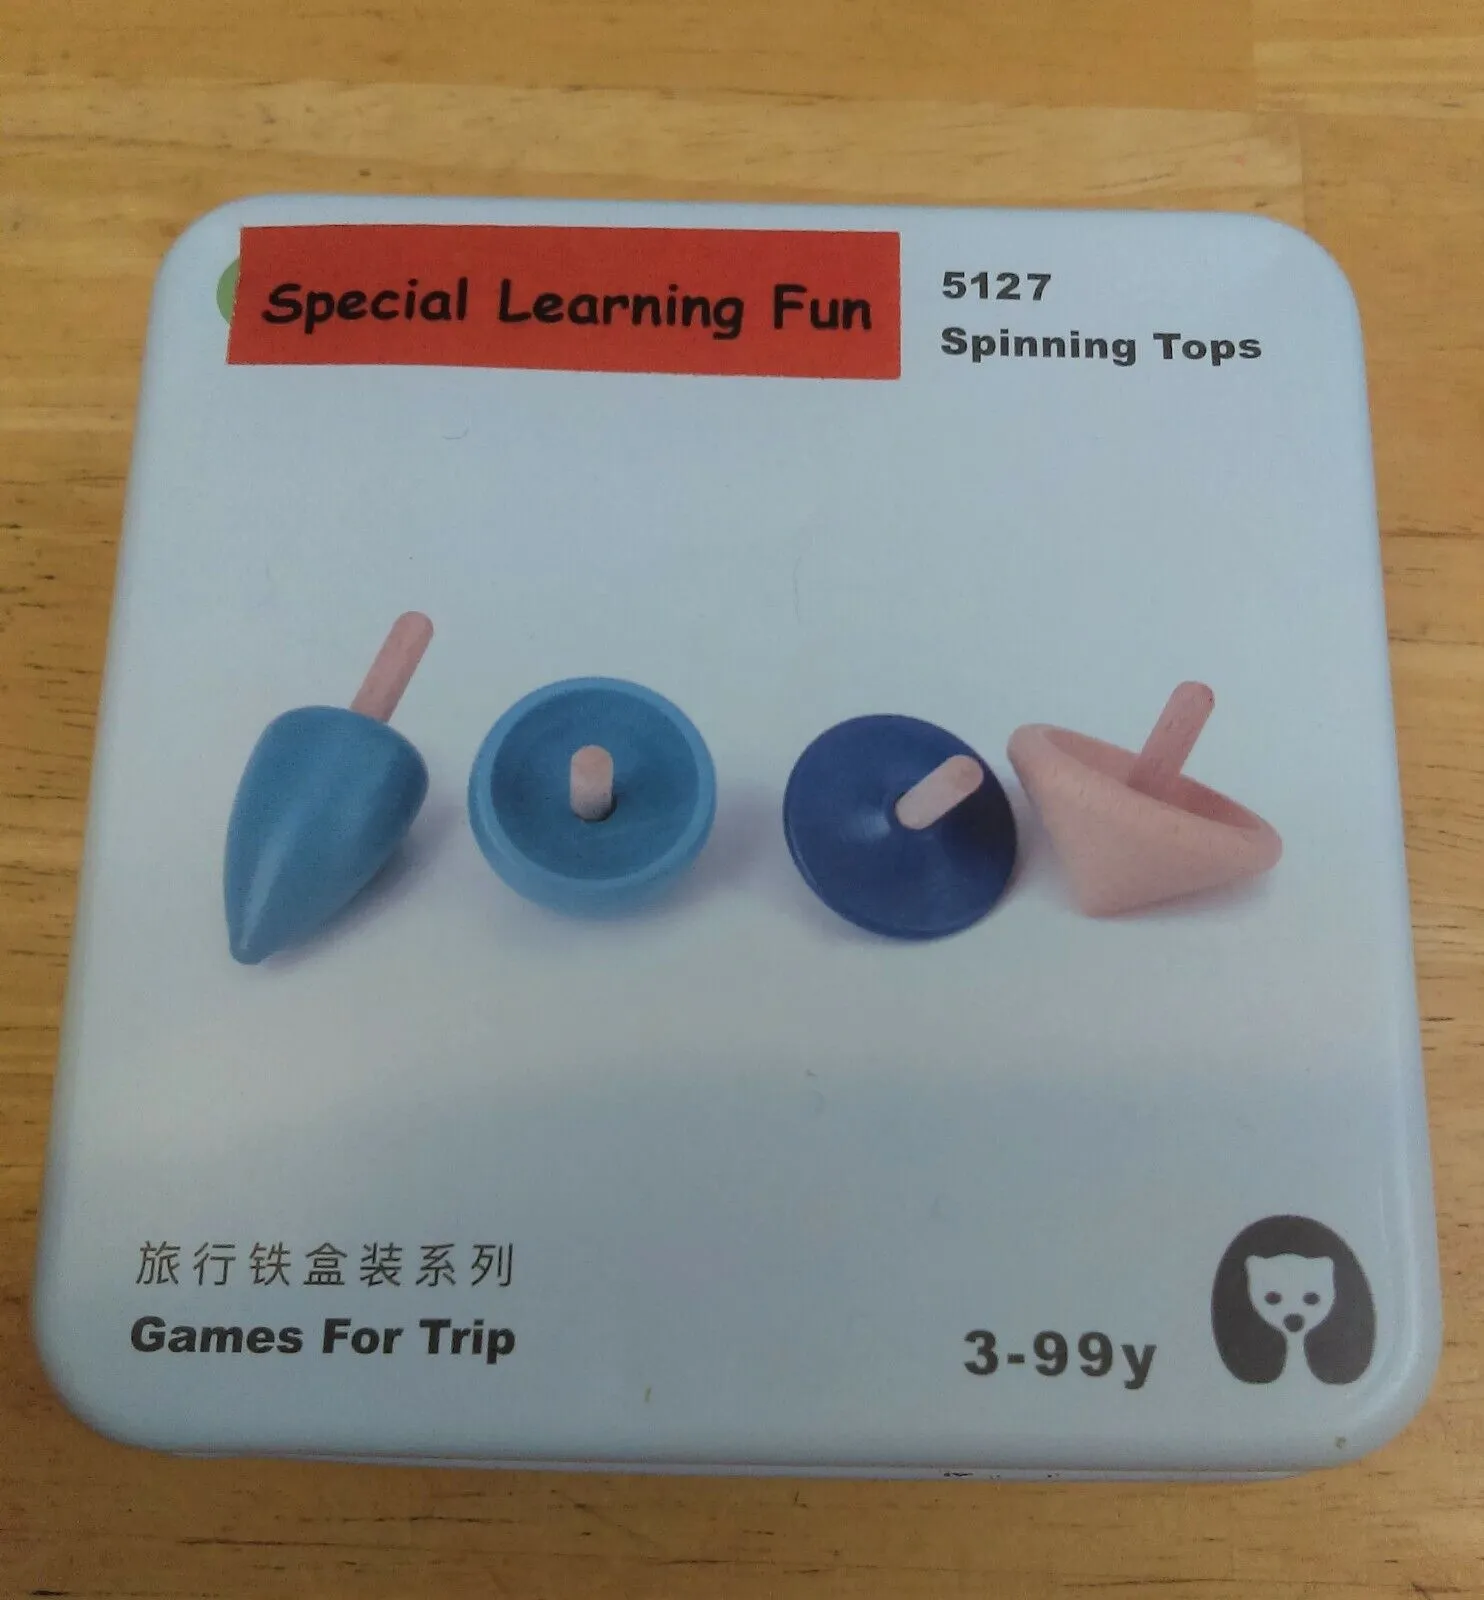 Special Learning Fun
5127
Spinning Tops
旅行铁盒装系列
Games For Trip
3-99y